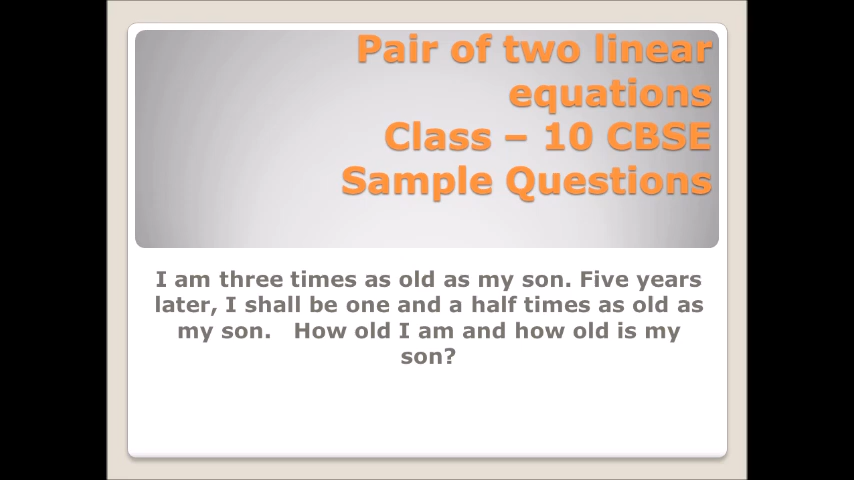 Pair of two linear
equations
Class – 10 CBSE
Sample Questions
I am three times as old as my son. Five years
later, I shall be one and a half times as old as
my son.   How old I am and how old is my
son?